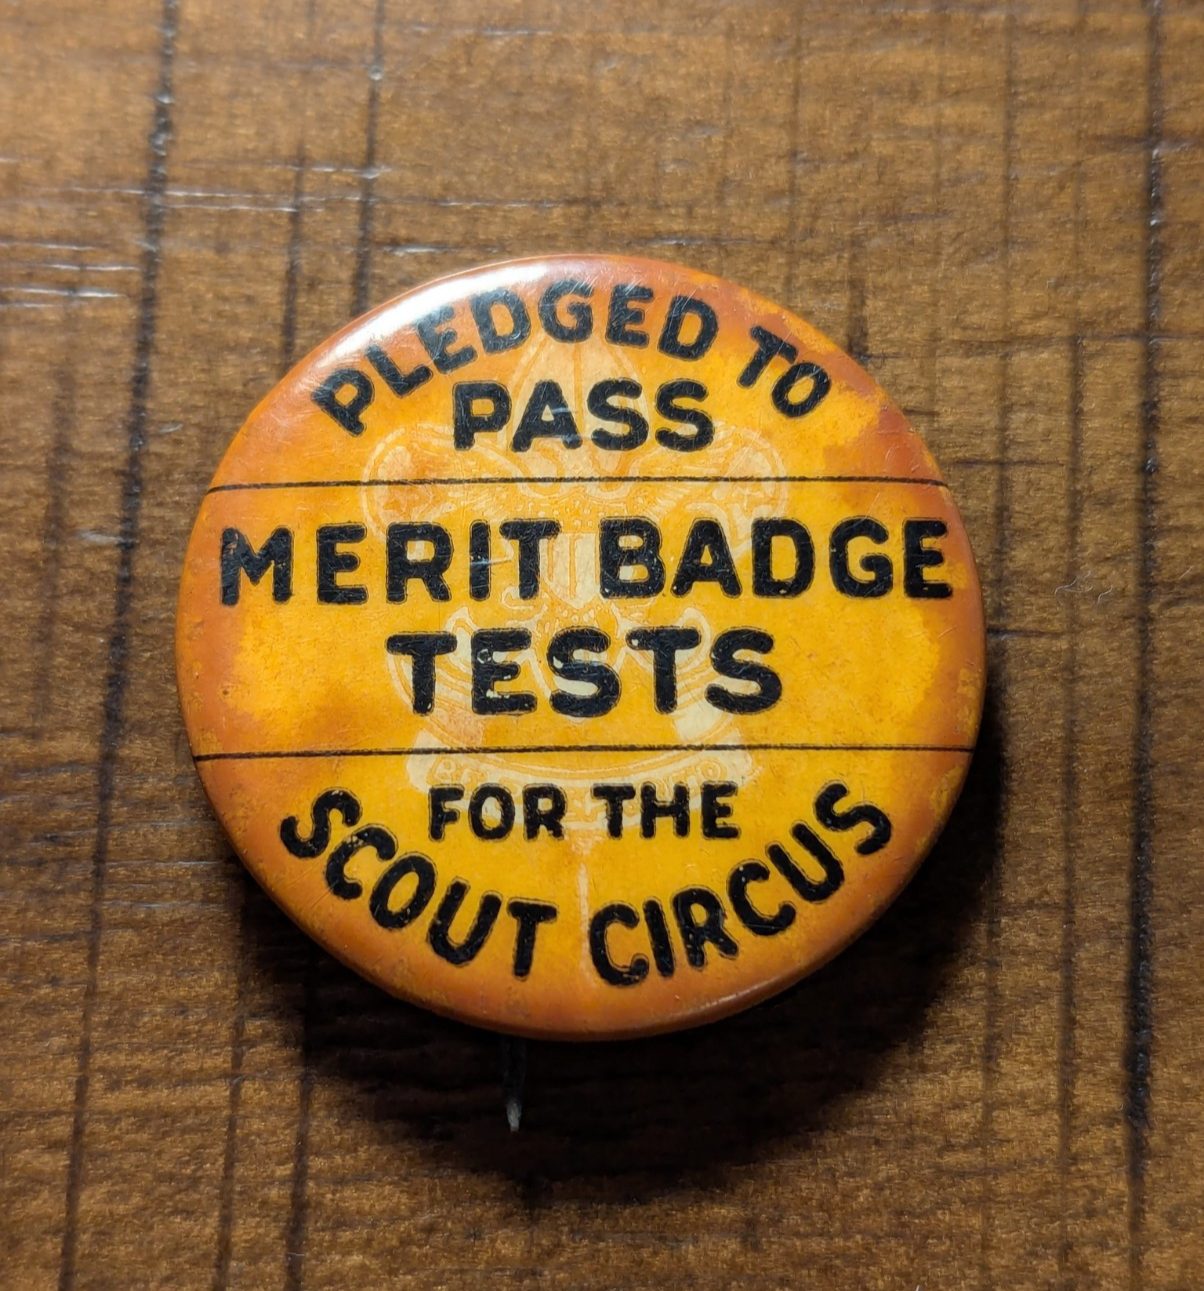 PLEDGED TO
PASS
MERIT BADGE
TESTS
FOR THE
SCOUT CIRCUS